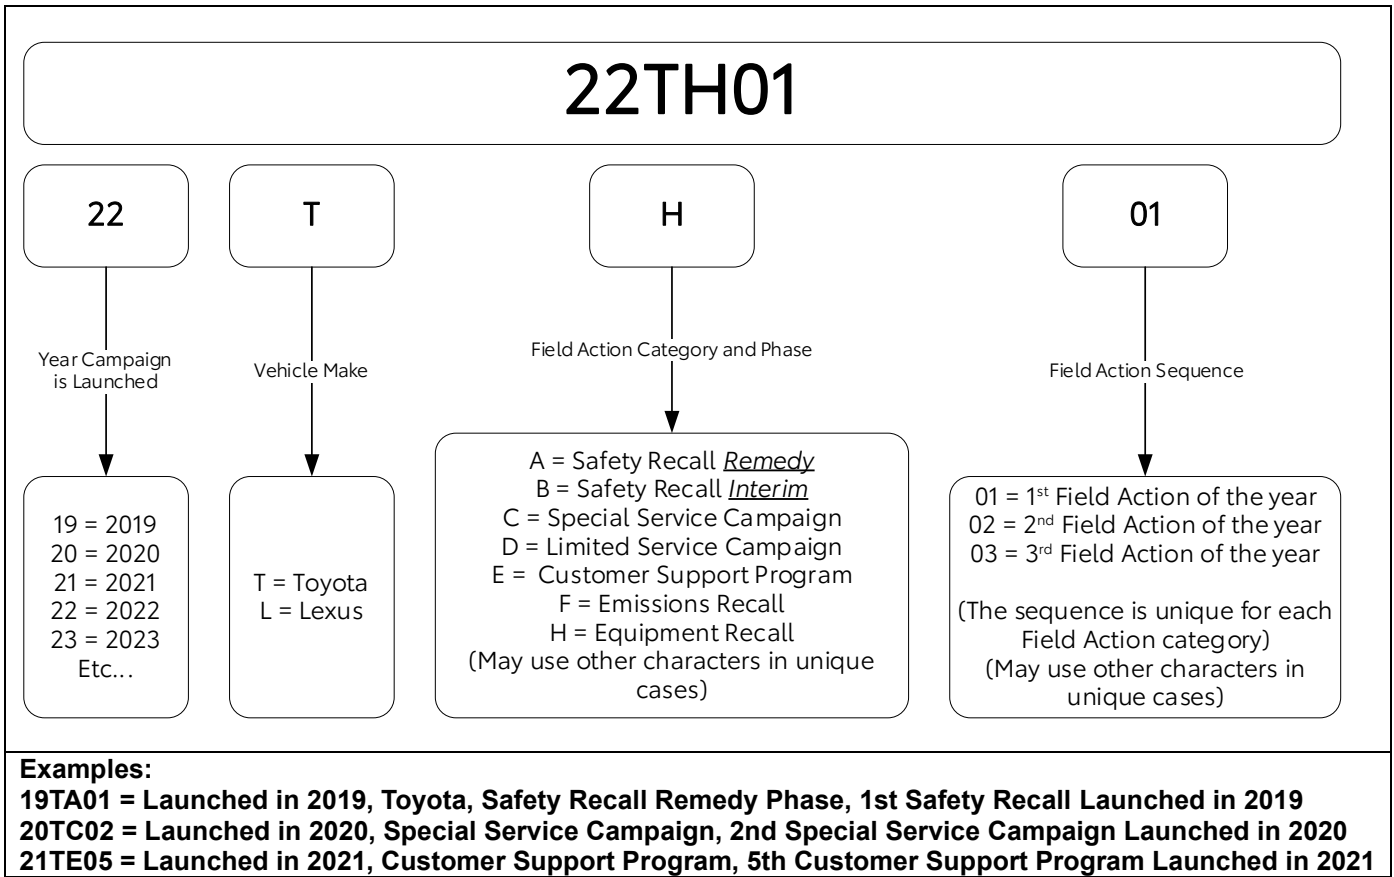 22TH01
22
T
H
01
Year Campaign
is Launched
Vehicle Make
Field Action Category and Phase
Field Action Sequence
19 = 2019
20 = 2020
21 = 2021
22 = 2022
23 = 2023
Etc...
T = Toyota
L = Lexus
A = Safety Recall Remedy
B = Safety Recall Interim
C = Special Service Campaign
D = Limited Service Campaign
E = Customer Support Program
F = Emissions Recall
H = Equipment Recall
(May use other characters in unique
cases)
01 = 1st Field Action of the year
02 = 2nd Field Action of the year
03 = 3rd Field Action of the year
(The sequence is unique for each
Field Action category)
(May use other characters in
unique cases)
Examples:
19TA01 = Launched in 2019, Toyota, Safety Recall Remedy Phase, 1st Safety Recall Launched in 2019
20TC02 = Launched in 2020, Special Service Campaign, 2nd Special Service Campaign Launched in 2020
21TE05 = Launched in 2021, Customer Support Program, 5th Customer Support Program Launched in 2021